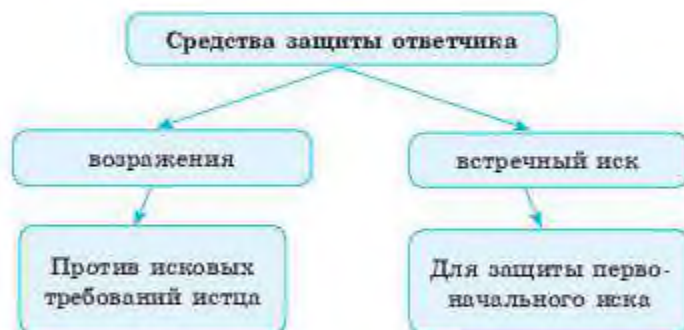 Средства защиты ответчика
возражения
встречный иск
Против исковых
требований истца
Для защиты перво-
начального иска